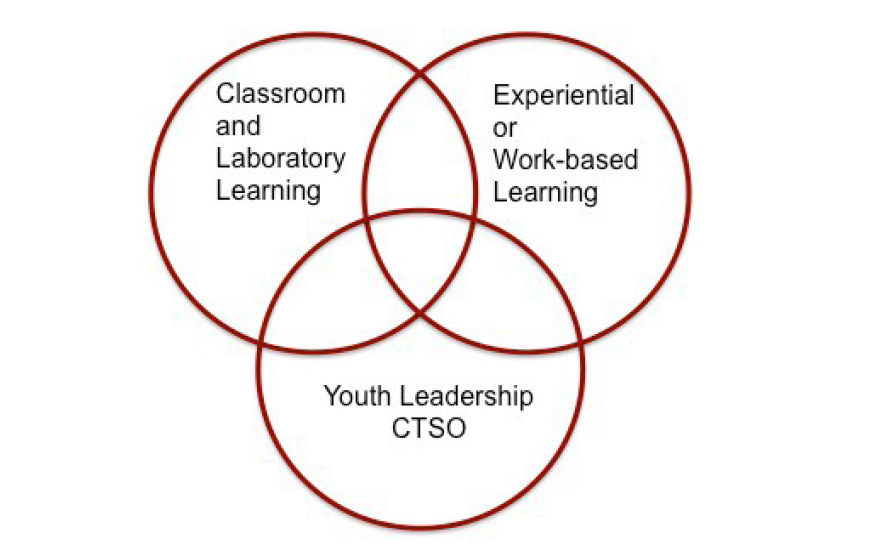 Classroom
and
Laboratory
Learning
Experiential
or
Work-based
Learning
Youth Leadership
CTSO